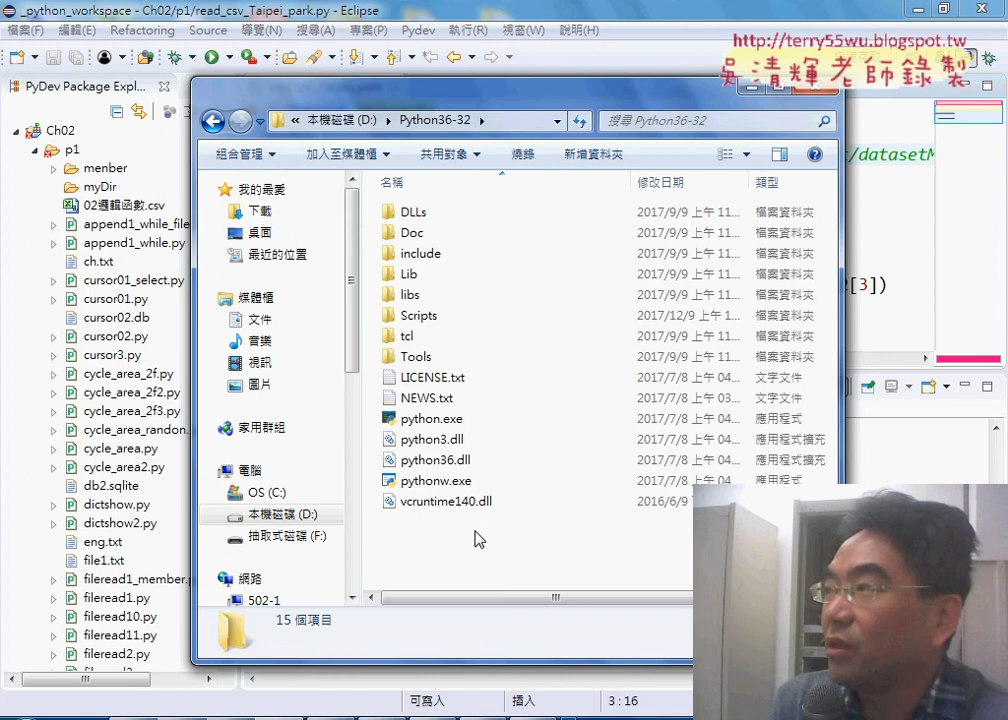 _python_workspace - Ch02/p1/read_csv_Taipei_park.py - Eclipse
檔案(F) 編輯(E) Refactoring Source 導覽(N) 搜尋(A) 專案(P) Pydev 執行(R) 視窗(W) 說明(H)
http://terry55wu.blogspot.tw
吳清輝老師錄製
PyDev Package Expl...
Ch02
p1
menber
myDir
02邏輯函數.csv
append1_while_file
append1_while.py
ch.txt
cursor01_select.py
cursor01.py
cursor02.db
cursor02.py
cursor3.py
cycle_area_2f.py
cycle_area_2f2.py
cycle_area_2f3.py
cycle_area_randon.
cycle_area.py
cycle_area2.py
db2.sqlite
dictshow.py
dictshow2.py
eng.txt
file1.txt
fileread1_member.
fileread1.py
fileread10.py
fileread11.py
fileread2.py
« 本機磁碟 (D:) Python36-32
搜尋 Python36-32
組合管理 加入至媒體櫃 共用對象 燒錄 新增資料夾
我的最愛
下載
桌面
最近的位置
媒體櫃
文件
音樂
視訊
圖片
家用群組
電腦
OS (C:)
本機磁碟 (D:)
抽取式磁碟 (F:)
網路
502-1
名稱 修改日期 類型
DLLs 2017/9/9 上午 11... 檔案資料夾
Doc 2017/9/9 上午 11... 檔案資料夾
include 2017/9/9 上午 11... 檔案資料夾
Lib 2017/9/9 上午 11... 檔案資料夾
libs 2017/9/9 上午 11... 檔案資料夾
Scripts 2017/12/9 上午 1... 檔案資料夾
tcl 2017/9/9 上午 11... 檔案資料夾
Tools 2017/9/9 上午 11... 檔案資料夾
LICENSE.txt 2017/7/8 上午 04... 文字文件
NEWS.txt 2017/7/8 上午 03... 文字文件
python.exe 2017/7/8 上午 04... 應用程式
python3.dll 2017/7/8 上午 04... 應用程式擴充
python36.dll 2017/7/8 上午 04... 應用程式擴充
pythonw.exe 2017/7/8 上午 04... 應用程式
vcruntime140.dll 2016/6/9
15 個項目
/datasetM
2[3])
可寫入 插入 3 : 16